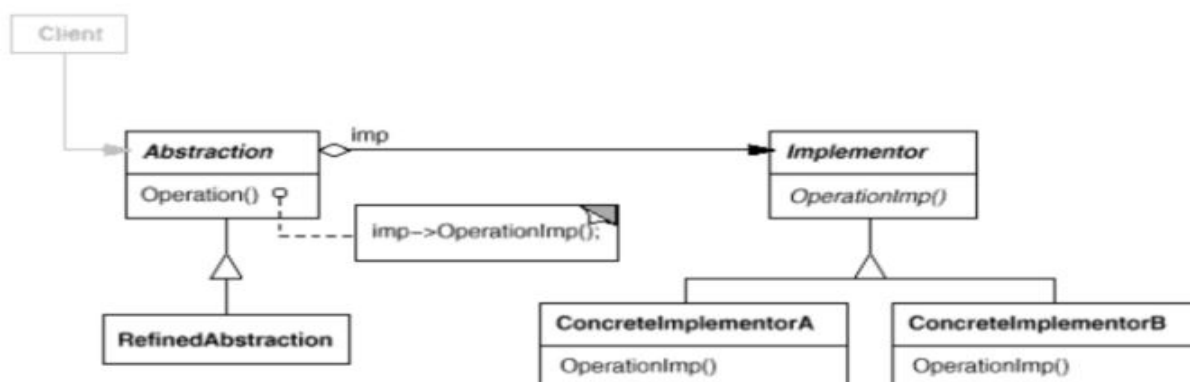 Client
imp
Abstraction
Implementor
Operation()
OperationImp()
imp->OperationImp();
RefinedAbstraction
ConcreteImplementorA
ConcreteImplementorB
OperationImp()
OperationImp()